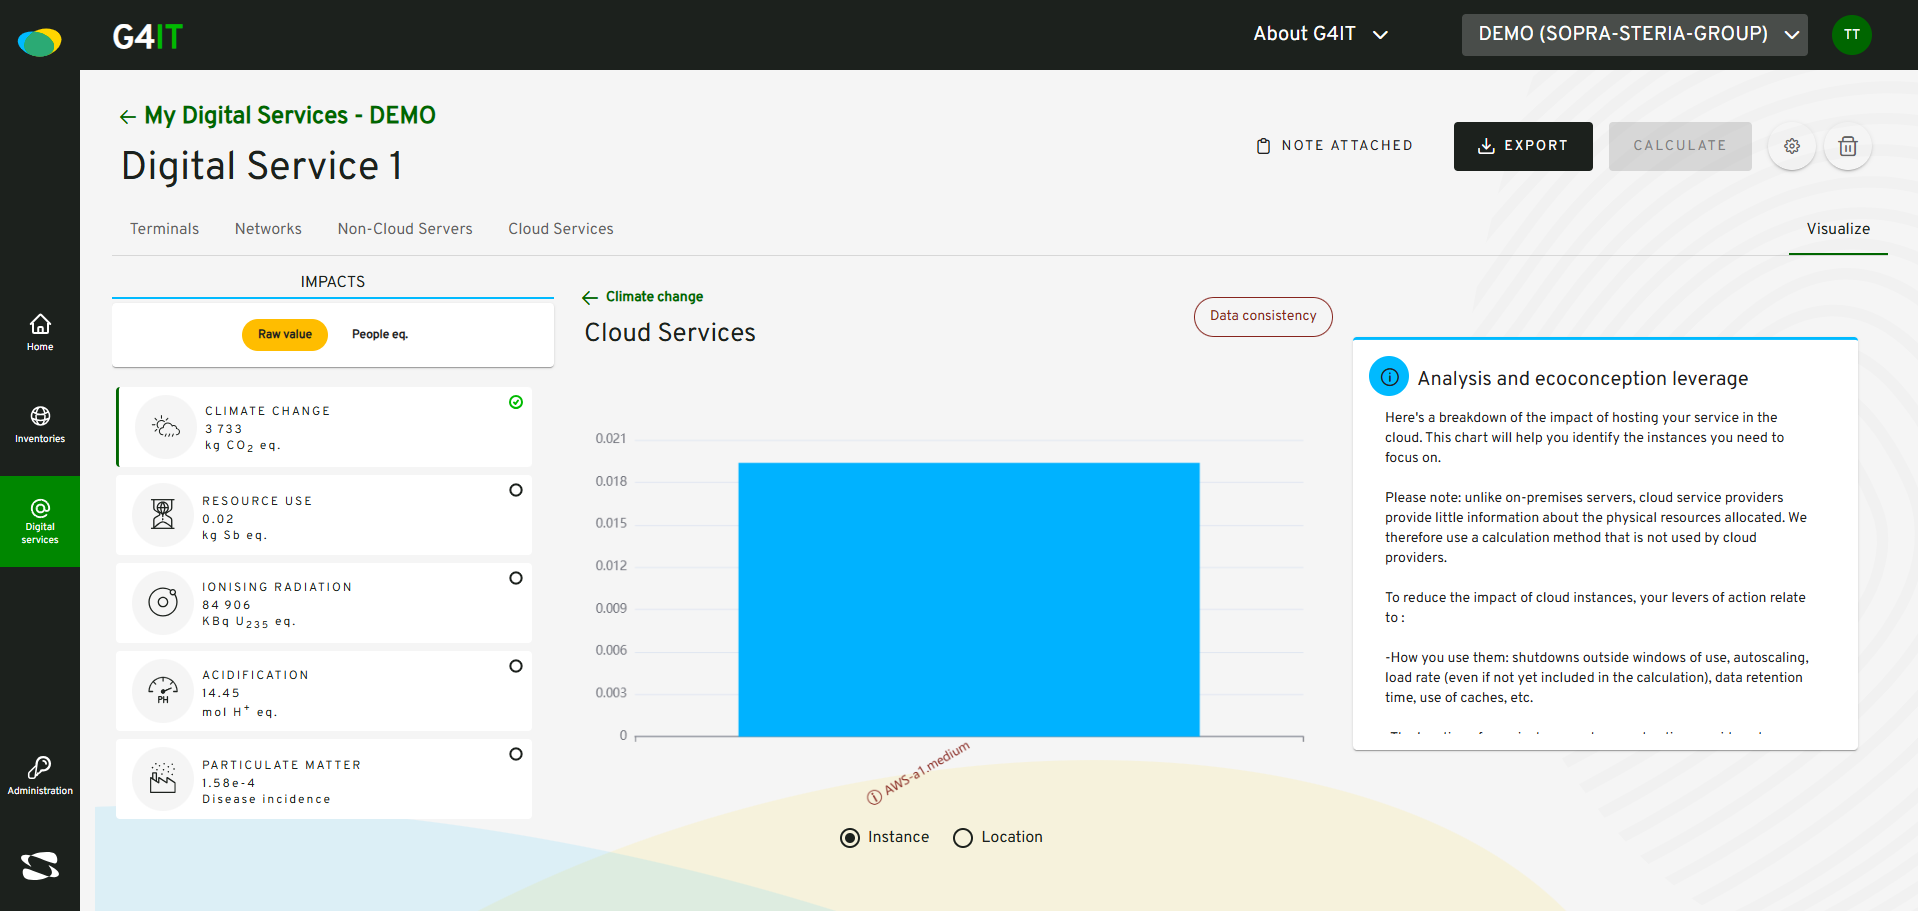 G4IT
About G4IT
DEMO (SOPRA-STERIA-GROUP)
TT
My Digital Services - DEMO
Digital Service 1
NOTE ATTACHED
EXPORT
CALCULATE
Terminals
Networks
Non-Cloud Servers
Cloud Services
Visualize
Home
Inventories
Digital
services
Administration
IMPACTS
Raw value
People eq.
CLIMATE CHANGE
3 733
kg CO2 eq.
RESOURCE USE
0.02
kg Sb eq.
IONISING RADIATION
84 906
KBq U235 eq.
PH
ACIDIFICATION
14.45
mol H+ eq.
PARTICULATE MATTER
1.58e-4
Disease incidence
Climate change
Cloud Services
Data consistency
0.021
0.018
0.015
0.012
0.009
0.006
0.003
0
AWS-a1.medium
Instance
Location
Analysis and ecoconception leverage
Here's a breakdown of the impact of hosting your service in the
cloud. This chart will help you identify the instances you need to
focus on.
Please note: unlike on-premises servers, cloud service providers
provide little information about the physical resources allocated. We
therefore use a calculation method that is not used by cloud
providers.
To reduce the impact of cloud instances, your levers of action relate
to :
-How you use them: shutdowns outside windows of use, autoscaling,
load rate (even if not yet included in the calculation), data retention
time, use of caches, etc.